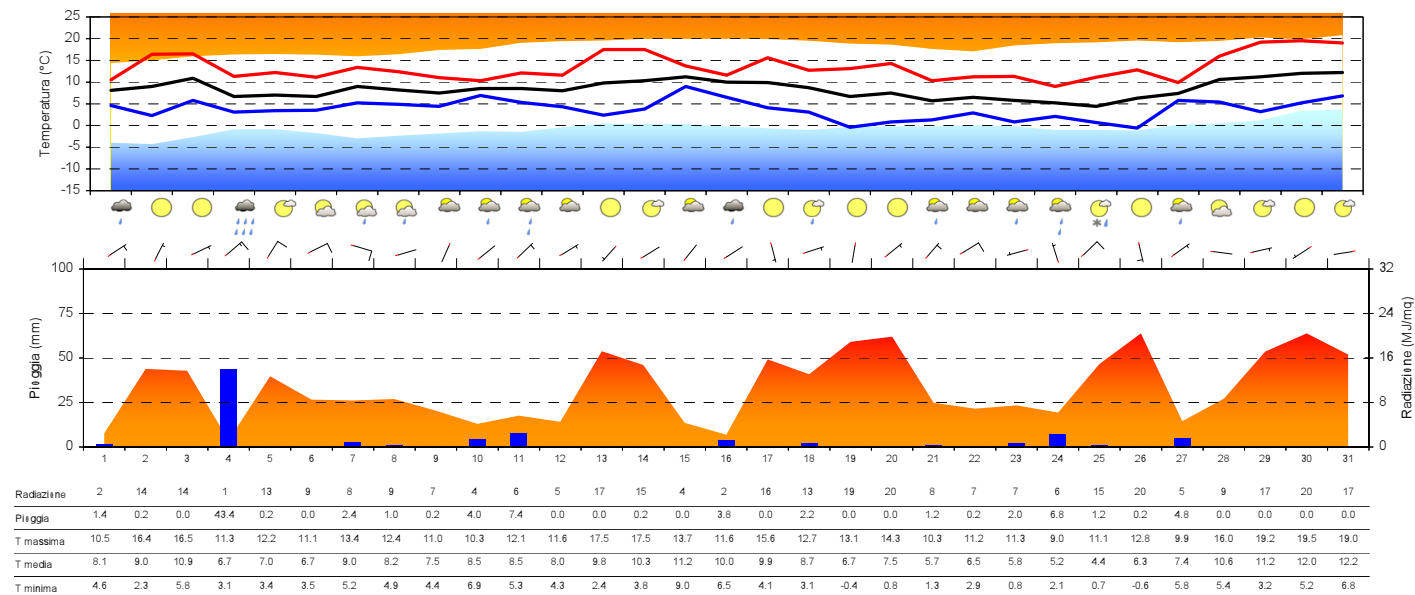 25
20
15
10
5
0
-5
-10
-15
Temperatura (°C)
100
75
50
25
0
Pioggia (mm)
32
24
16
8
0
Radiazione (MJ/mq)
1 2 3 4 5 6 7 8 9 10 11 12 13 14 15 16 17 18 19 20 21 22 23 24 25 26 27 28 29 30 31
Radiazione 2 14 14 1 13 9 8 9 7 4 6 5 17 15 4 2 16 13 19 20 8 7 7 6 15 20 5 9 17 20 17
Pioggia 1.4 0.2 0.0 43.4 0.2 0.0 2.4 1.0 0.2 4.0 7.4 0.0 0.0 0.2 0.0 3.8 0.0 2.2 0.0 0.0 1.2 0.2 2.0 6.8 1.2 0.2 4.8 0.0 0.0 0.0 0.0
T massima 10.5 16.4 16.5 11.3 12.2 11.1 13.4 12.4 11.0 10.3 12.1 11.6 17.5 17.5 13.7 11.6 15.6 12.7 13.1 14.3 10.3 11.2 11.3 9.0 11.1 12.8 9.9 16.0 19.2 19.5 19.0
T media 8.1 9.0 10.9 6.7 7.0 6.7 9.0 8.2 7.5 8.5 8.5 8.0 9.8 10.3 11.2 10.0 9.9 8.7 6.7 7.5 5.7 6.5 5.8 5.2 4.4 6.3 7.4 10.6 11.2 12.0 12.2
T minima 4.6 2.3 5.8 3.1 3.4 3.5 5.2 4.9 4.4 6.9 5.3 4.3 2.4 3.8 9.0 6.5 4.1 3.1 -0.4 0.8 1.3 2.9 0.8 2.1 0.7 -0.6 5.8 5.4 3.2 5.2 6.8